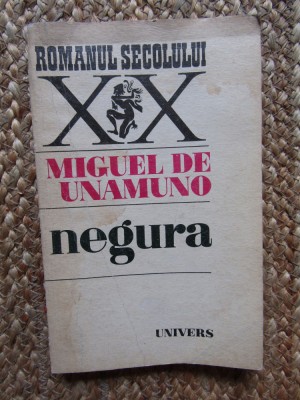 ROMANUL SECOLULUI
XX
MIGUEL DE
UNAMUNO
negura
UNIVERS